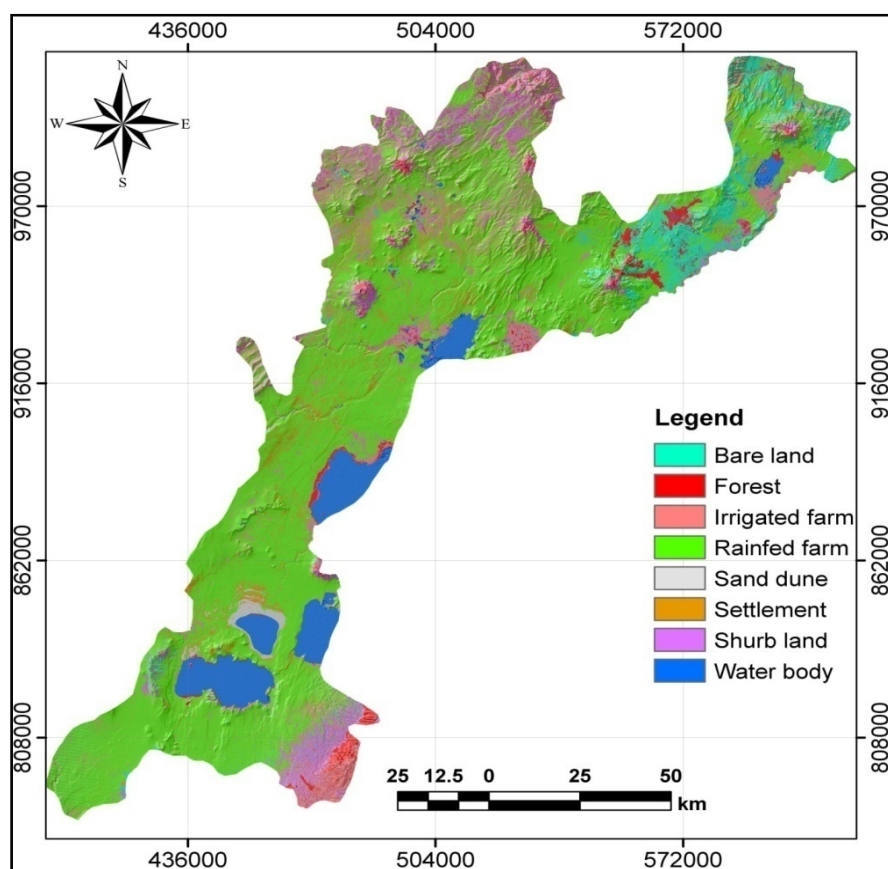 436000 504000 572000
N
W E
S
970000 970000
916000 916000
Legend
Bare land
Forest
Irrigated farm
Rainfed farm
Sand dune
Settlement
Shurb land
Water body
862000 862000
808000 808000
25 12.5 0 25 50
km
436000 504000 572000